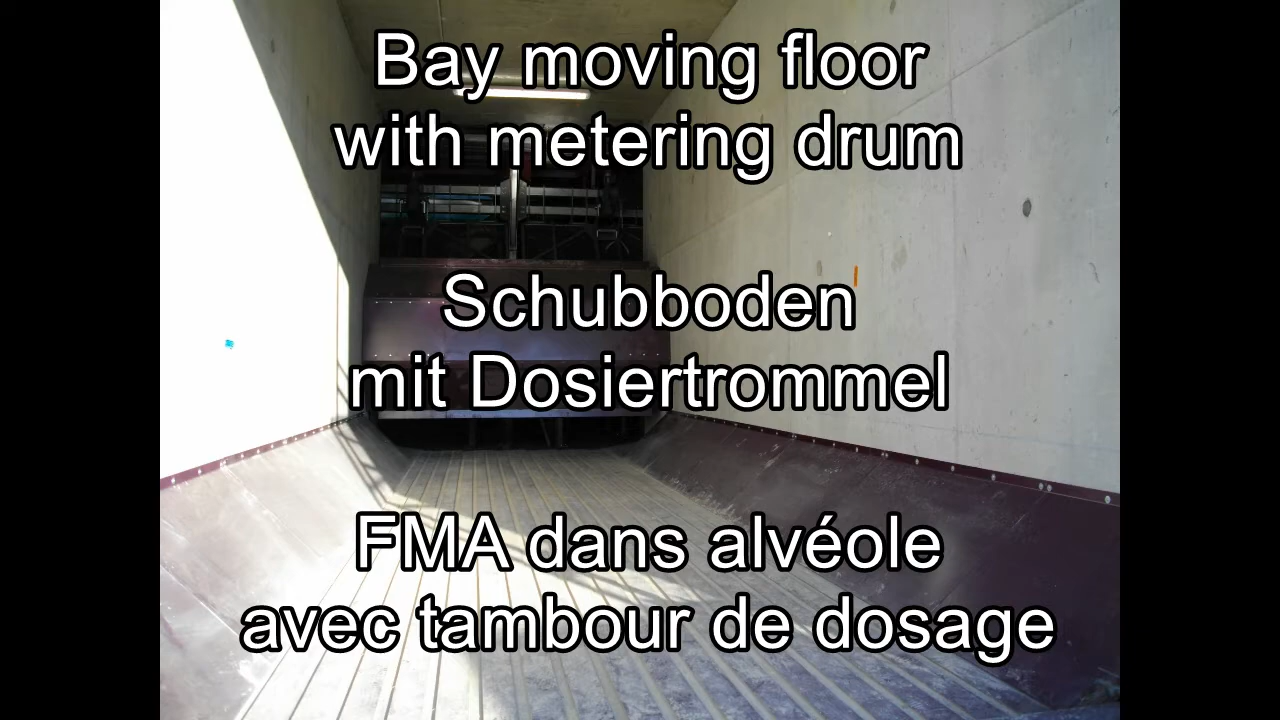 Bay moving floor
with metering drum
Schubboden
mit Dosiertrommel
FMA dans alvéole
avec tambour de dosage